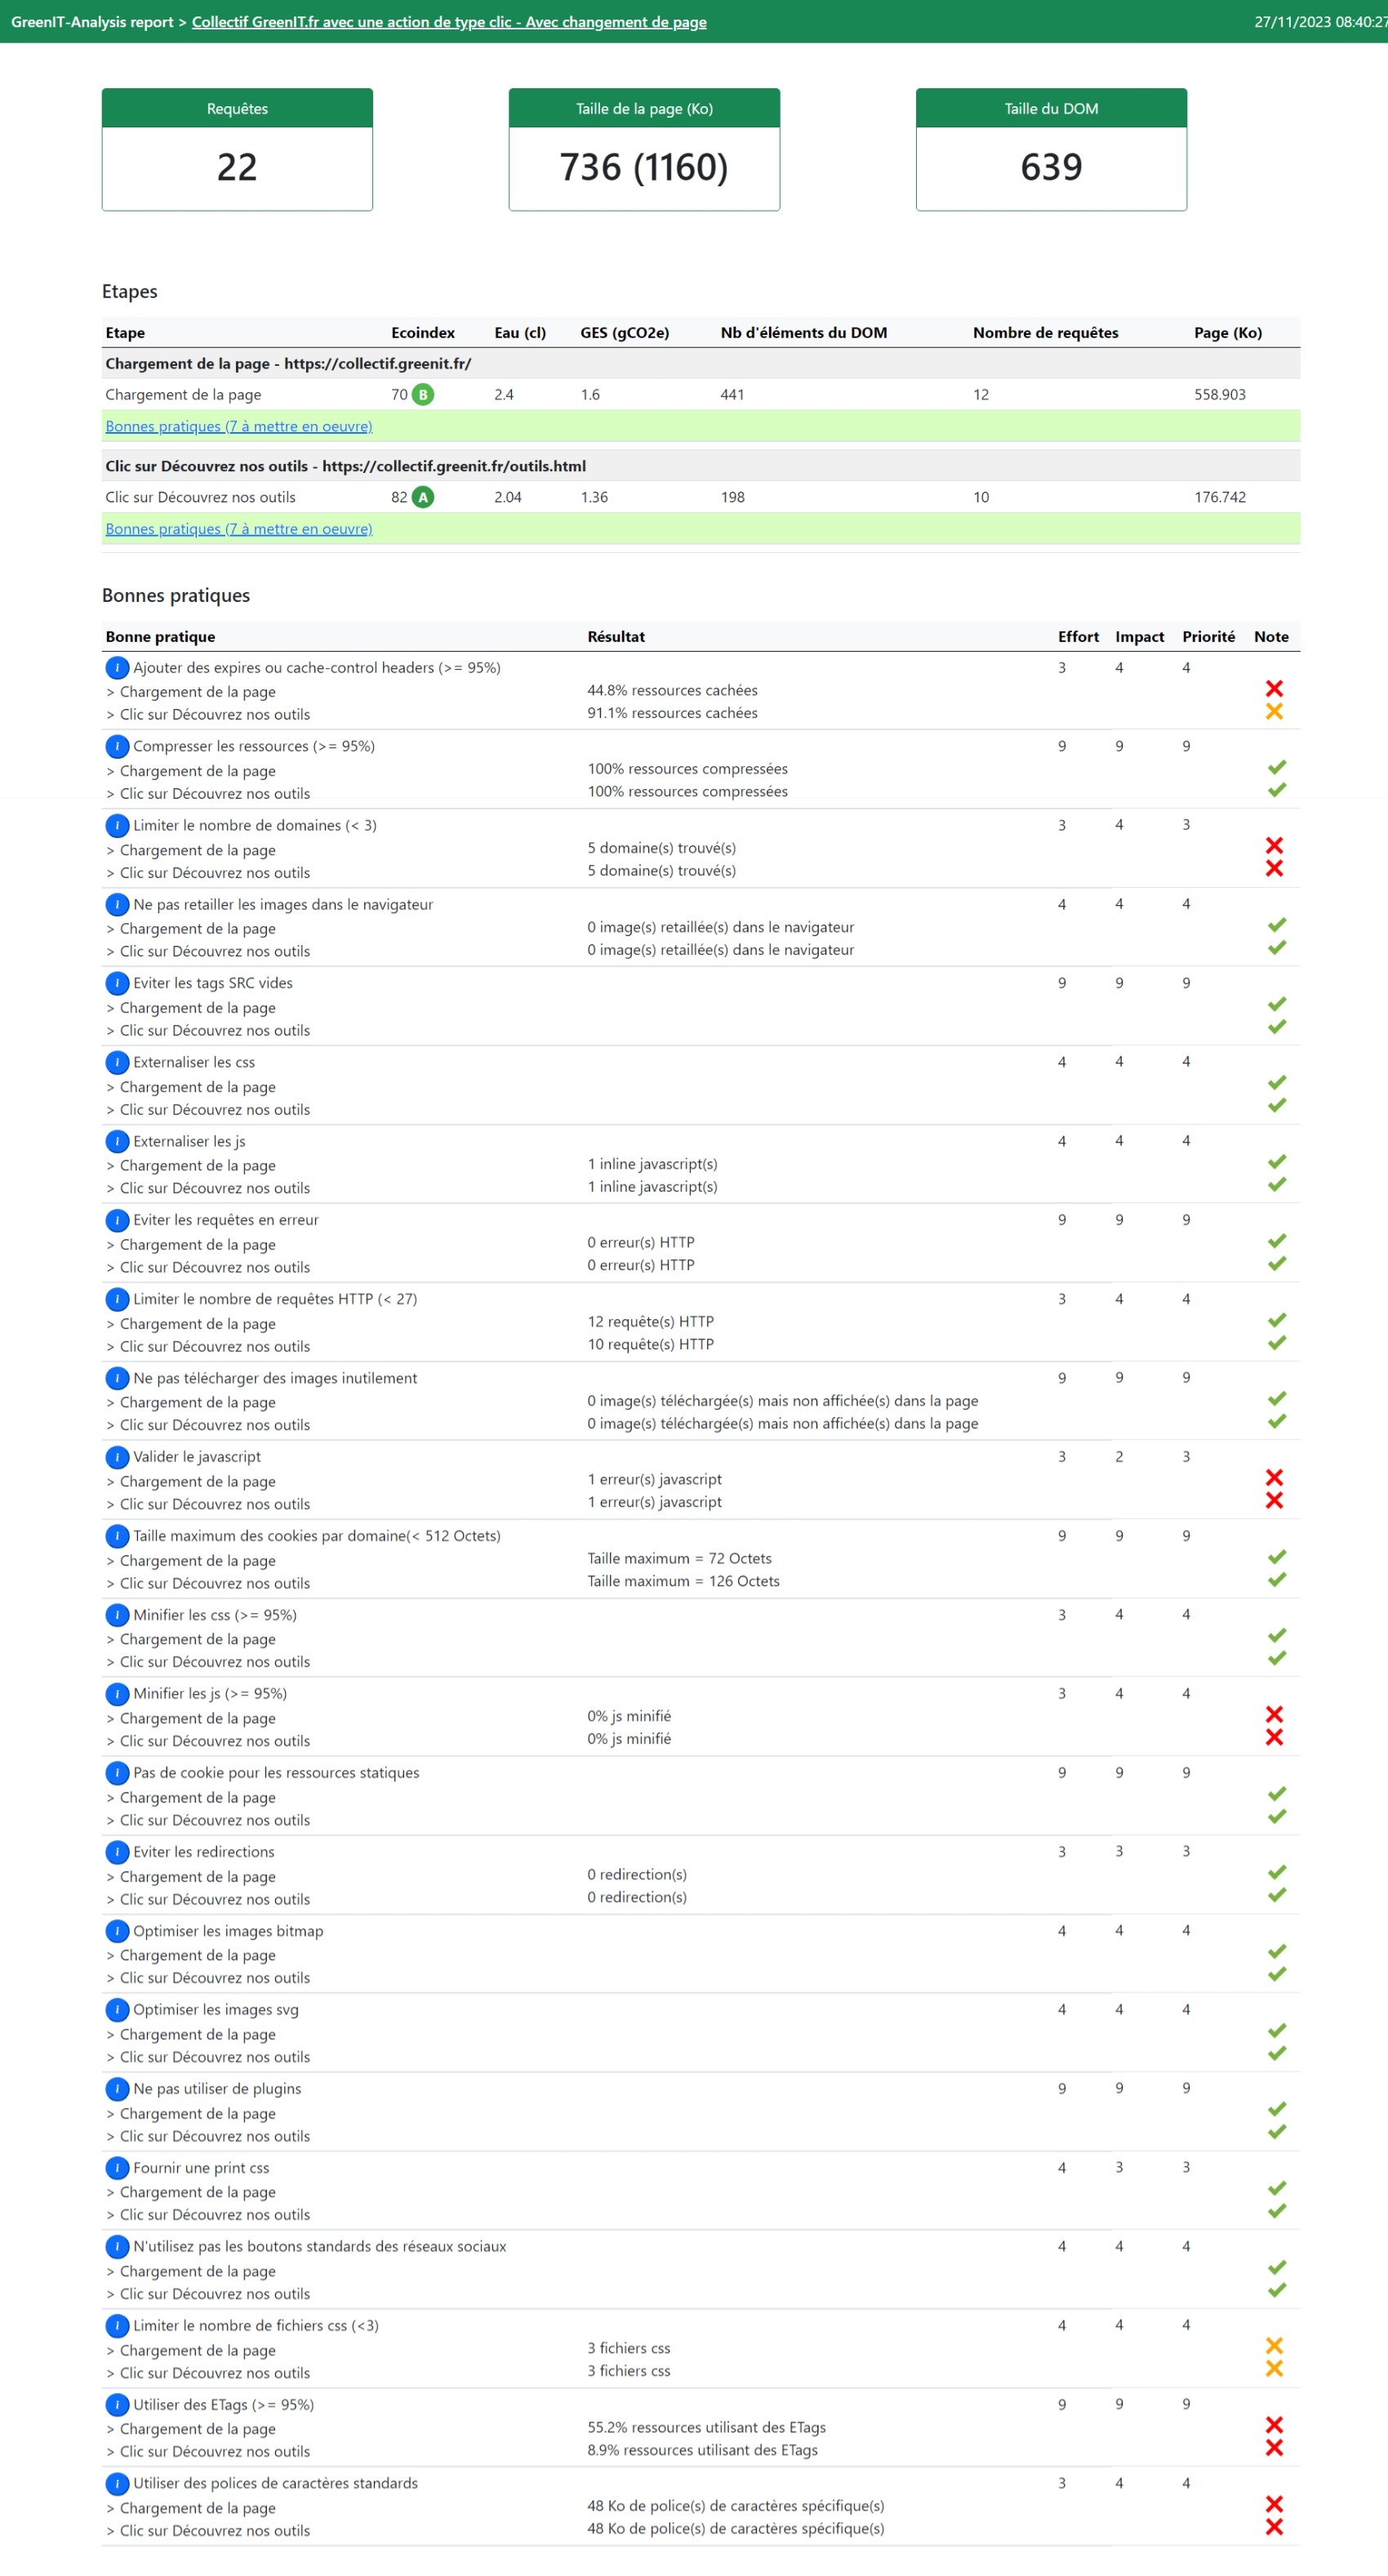 GreenIT-Analysis report > Collectif GreenIT.fr avec une action de type clic - Avec changement de page 27/11/2023 08:40:27
Requêtes Taille de la page (Ko) Taille du DOM
22 736 (1160) 639
Etapes
Etape Ecoindex Eau (cl) GES (gCO2e) Nb d'éléments du DOM Nombre de requêtes Page (Ko)
Chargement de la page - https://collectif.greenit.fr/
Chargement de la page 70 B 2.4 1.6 441 12 558.903
Bonnes pratiques (7 à mettre en oeuvre)
Clic sur Découvrez nos outils - https://collectif.greenit.fr/outils.html
Clic sur Découvrez nos outils 82 A 2.04 1.36 198 10 176.742
Bonnes pratiques (7 à mettre en oeuvre)
Bonnes pratiques
Bonne pratique Résultat Effort Impact Priorité Note
i Ajouter des expires ou cache-control headers (>= 95%) 3 4 4
> Chargement de la page 44.8% ressources cachées
> Clic sur Découvrez nos outils 91.1% ressources cachées
i Compresser les ressources (>= 95%) 9 9 9
> Chargement de la page 100% ressources compressées
> Clic sur Découvrez nos outils 100% ressources compressées
i Limiter le nombre de domaines (< 3) 3 4 3
> Chargement de la page 5 domaine(s) trouvé(s)
> Clic sur Découvrez nos outils 5 domaine(s) trouvé(s)
i Ne pas retailler les images dans le navigateur 4 4 4
> Chargement de la page 0 image(s) retaillée(s) dans le navigateur
> Clic sur Découvrez nos outils 0 image(s) retaillée(s) dans le navigateur
i Eviter les tags SRC vides 9 9 9
> Chargement de la page
> Clic sur Découvrez nos outils
i Externaliser les css 4 4 4
> Chargement de la page
> Clic sur Découvrez nos outils
i Externaliser les js 4 4 4
> Chargement de la page 1 inline javascript(s)
> Clic sur Découvrez nos outils 1 inline javascript(s)
i Eviter les requêtes en erreur 9 9 9
> Chargement de la page 0 erreur(s) HTTP
> Clic sur Découvrez nos outils 0 erreur(s) HTTP
i Limiter le nombre de requêtes HTTP (< 27) 3 4 4
> Chargement de la page 12 requête(s) HTTP
> Clic sur Découvrez nos outils 10 requête(s) HTTP
i Ne pas télécharger des images inutilement 9 9 9
> Chargement de la page 0 image(s) téléchargée(s) mais non affichée(s) dans la page
> Clic sur Découvrez nos outils 0 image(s) téléchargée(s) mais non affichée(s) dans la page
i Valider le javascript 3 2 3
> Chargement de la page 1 erreur(s) javascript
> Clic sur Découvrez nos outils 1 erreur(s) javascript
i Taille maximum des cookies par domaine(< 512 Octets) 9 9 9
> Chargement de la page Taille maximum = 72 Octets
> Clic sur Découvrez nos outils Taille maximum = 126 Octets
i Minifier les css (>= 95%) 3 4 4
> Chargement de la page
> Clic sur Découvrez nos outils
i Minifier les js (>= 95%) 3 4 4
> Chargement de la page 0% js minifié
> Clic sur Découvrez nos outils 0% js minifié
i Pas de cookie pour les ressources statiques 9 9 9
> Chargement de la page
> Clic sur Découvrez nos outils
i Eviter les redirections 3 3 3
> Chargement de la page 0 redirection(s)
> Clic sur Découvrez nos outils 0 redirection(s)
i Optimiser les images bitmap 4 4 4
> Chargement de la page
> Clic sur Découvrez nos outils
i Optimiser les images svg 4 4 4
> Chargement de la page
> Clic sur Découvrez nos outils
i Ne pas utiliser de plugins 9 9 9
> Chargement de la page
> Clic sur Découvrez nos outils
i Fournir une print css 4 3 3
> Chargement de la page
> Clic sur Découvrez nos outils
i N'utilisez pas les boutons standards des réseaux sociaux 4 4 4
> Chargement de la page
> Clic sur Découvrez nos outils
i Limiter le nombre de fichiers css (<3) 4 4 4
> Chargement de la page 3 fichiers css
> Clic sur Découvrez nos outils 3 fichiers css
i Utiliser des ETags (>= 95%) 9 9 9
> Chargement de la page 55.2% ressources utilisant des ETags
> Clic sur Découvrez nos outils 8.9% ressources utilisant des ETags
i Utiliser des polices de caractères standards 3 4 4
> Chargement de la page 48 Ko de police(s) de caractères spécifique(s)
> Clic sur Découvrez nos outils 48 Ko de police(s) de caractères spécifique(s)